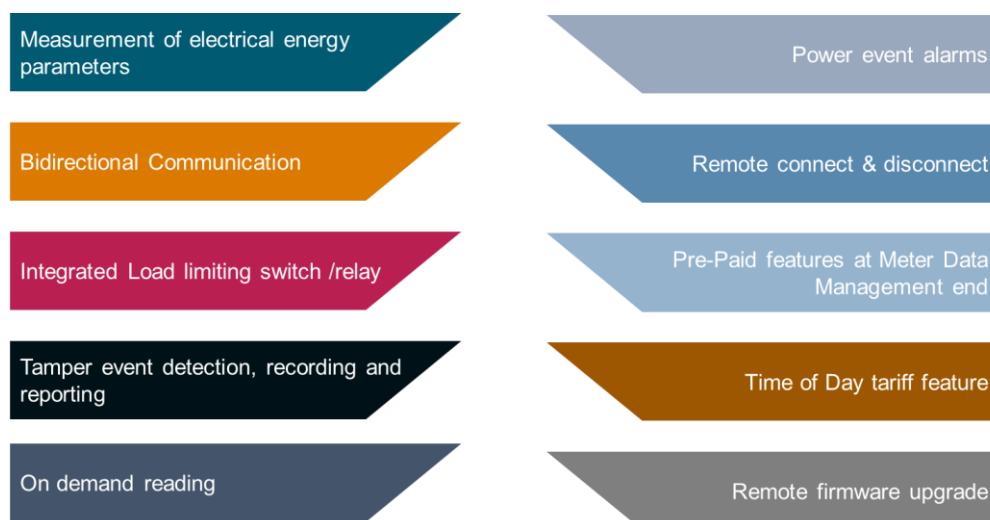 Measurement of electrical energy
parameters
Power event alarms
Bidirectional Communication
Remote connect & disconnect
Integrated Load limiting switch /relay
Pre-Paid features at Meter Data
Management end
Tamper event detection, recording and
reporting
Time of Day tariff feature
On demand reading
Remote firmware upgrade